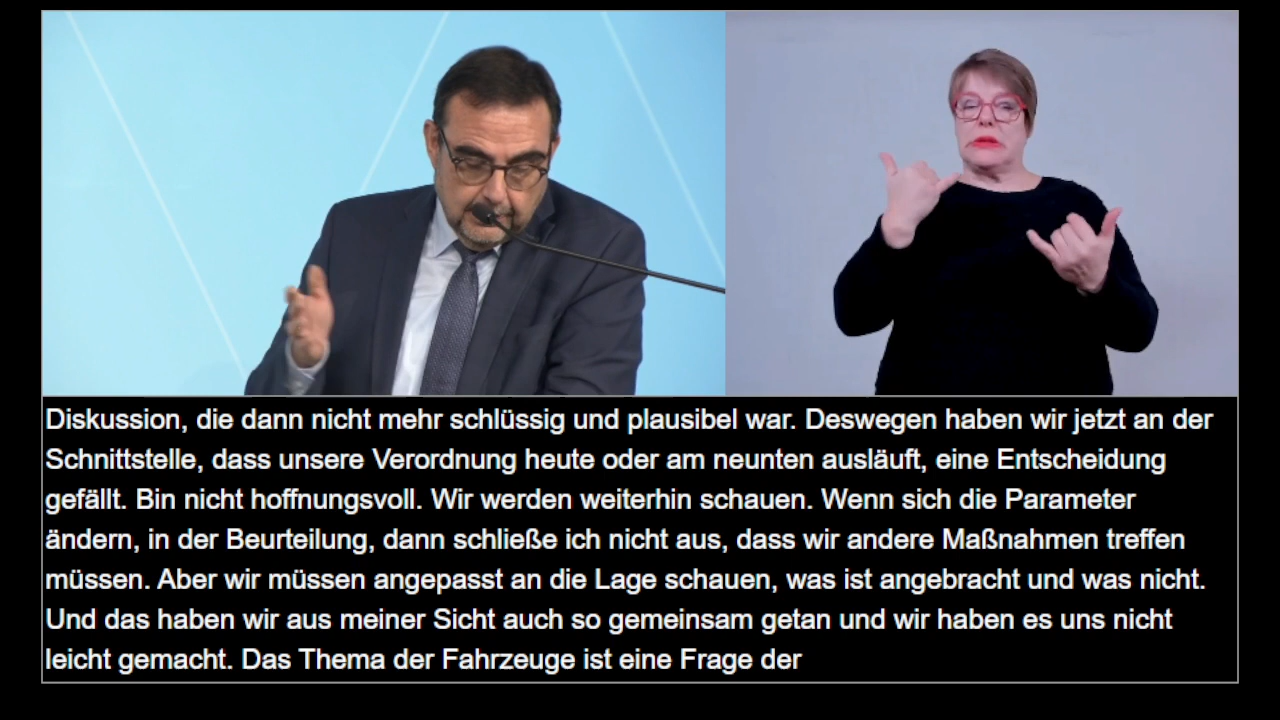 Diskussion, die dann nicht mehr schlüssig und plausibel war. Deswegen haben wir jetzt an der
Schnittstelle, dass unsere Verordnung heute oder am neunten ausläuft, eine Entscheidung
gefällt. Bin nicht hoffnungsvoll. Wir werden weiterhin schauen. Wenn sich die Parameter
ändern, in der Beurteilung, dann schließe ich nicht aus, dass wir andere Maßnahmen treffen
müssen. Aber wir müssen angepasst an die Lage schauen, was ist angebracht und was nicht.
Und das haben wir aus meiner Sicht auch so gemeinsam getan und wir haben es uns nicht
leicht gemacht. Das Thema der Fahrzeuge ist eine Frage der